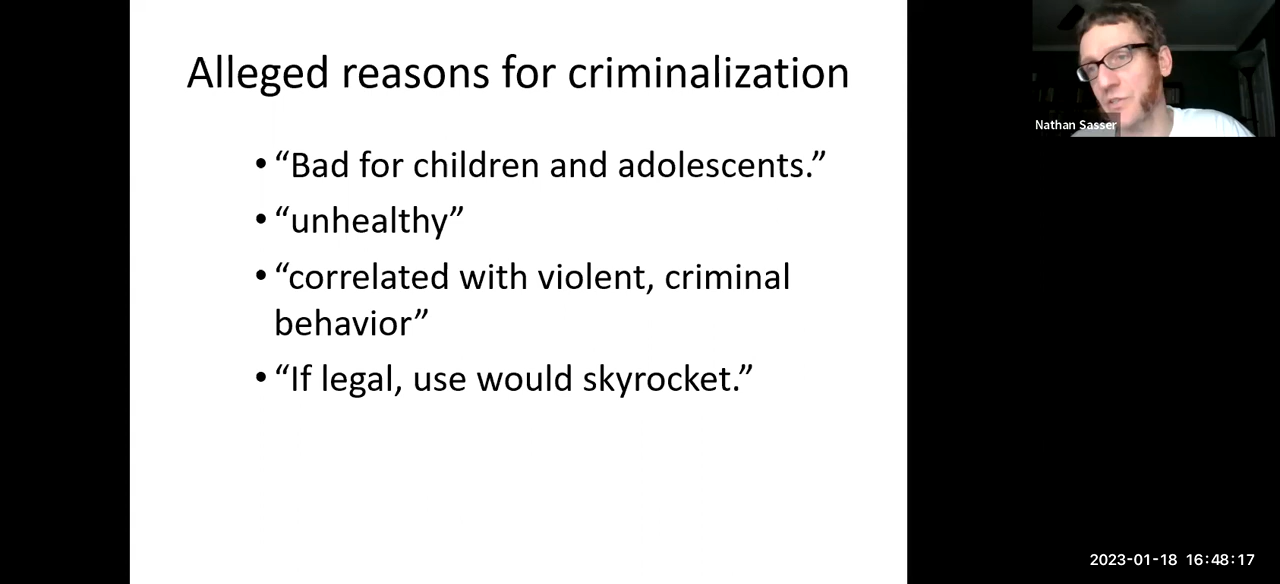 Alleged reasons for criminalization
• “Bad for children and adolescents.”
• “unhealthy”
• “correlated with violent, criminal
behavior”
• “If legal, use would skyrocket.”
Nathan Sasser
2023-01-18 16:48:17